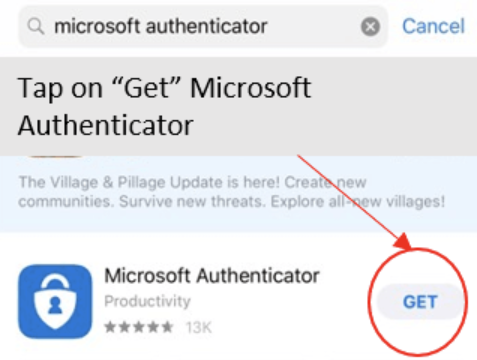 microsoft authenticator Cancel
Tap on “Get” Microsoft
Authenticator
The Village & Pillage Update is here! Create new
communities. Survive new threats. Explore all-new villages!
Microsoft Authenticator
Productivity
GET
13K